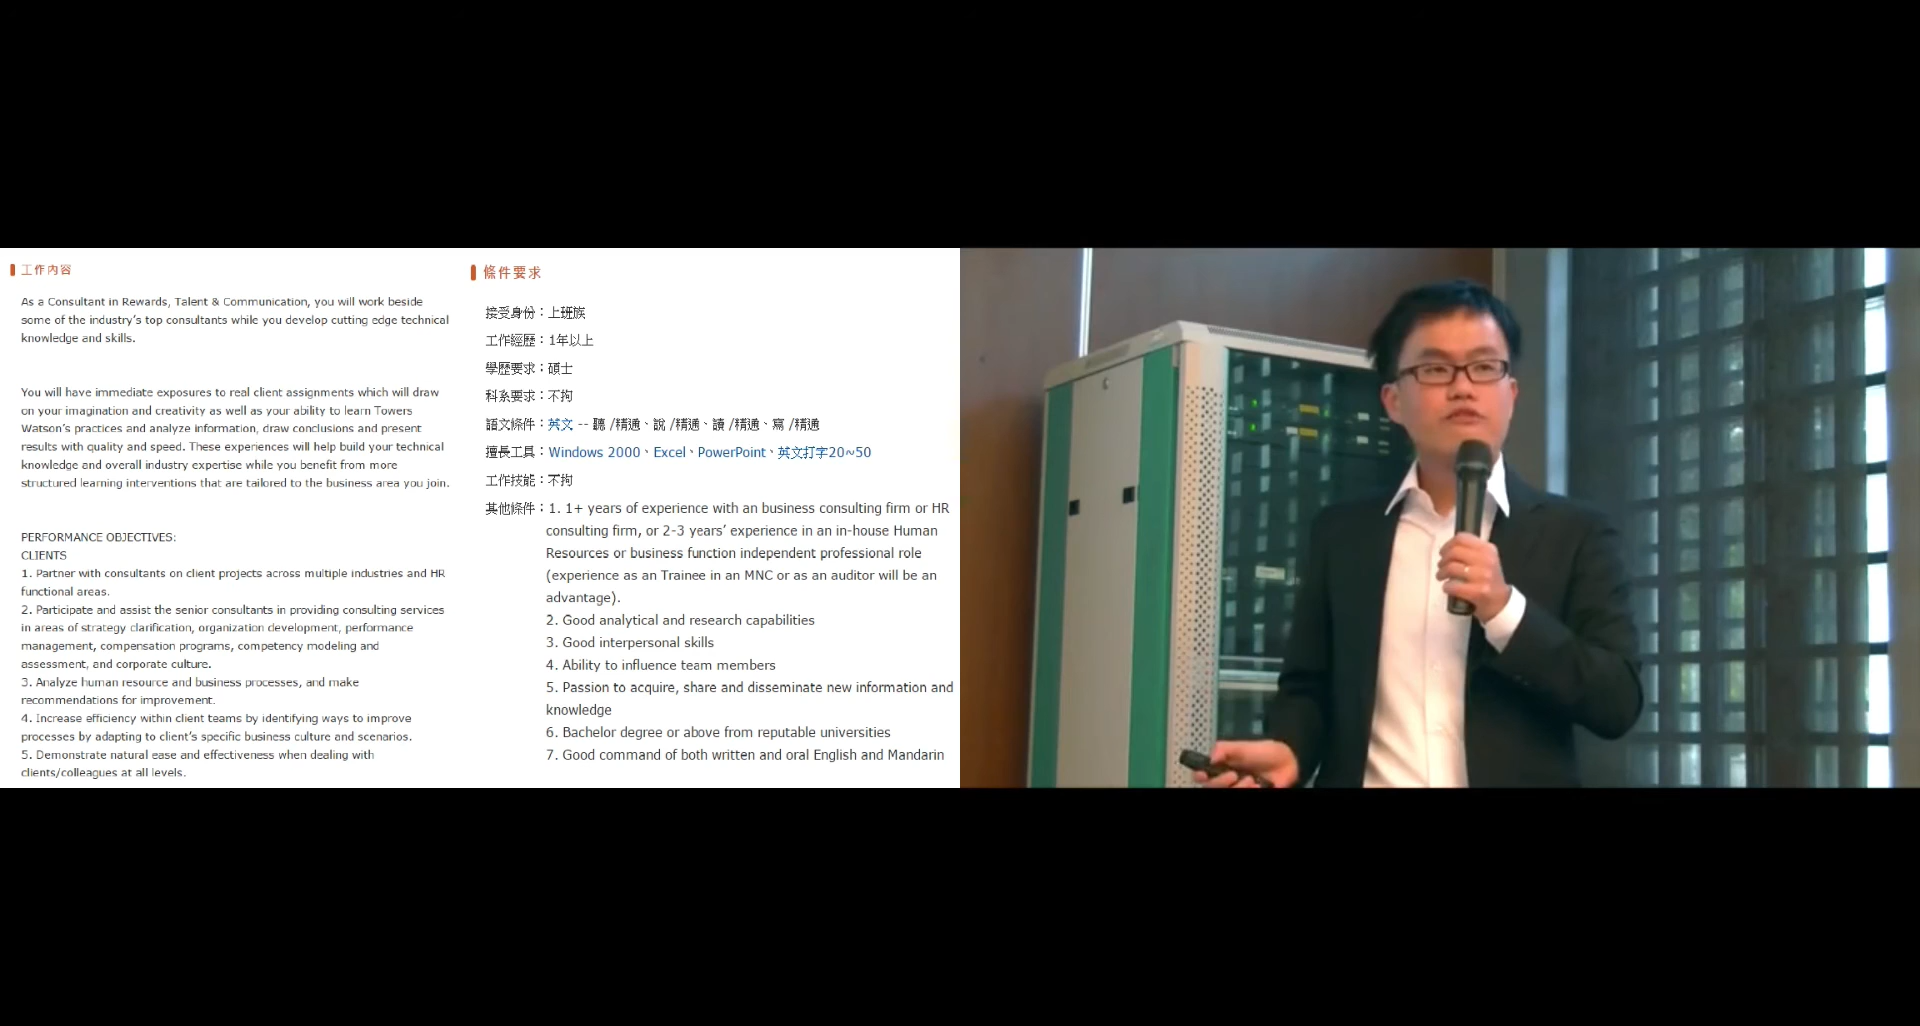 工作內容
As a Consultant in Rewards, Talent & Communication, you will work beside
some of the industry's top consultants while you develop cutting edge technical
knowledge and skills.
You will have immediate exposures to real client assignments which will draw
on your imagination and creativity as well as your ability to learn Towers
Watson's practices and analyze information, draw conclusions and present
results with quality and speed. These experiences will help build your technical
knowledge and overall industry expertise while you benefit from more
structured learning interventions that are tailored to the business area you join.
PERFORMANCE OBJECTIVES:
CLIENTS
1. Partner with consultants on client projects across multiple industries and HR
functional areas.
2. Participate and assist the senior consultants in providing consulting services
in areas of strategy clarification, organization development, performance
management, compensation programs, competency modeling and
assessment, and corporate culture.
3. Analyze human resource and business processes, and make
recommendations for improvement.
4. Increase efficiency within client teams by identifying ways to improve
processes by adapting to client's specific business culture and scenarios.
5. Demonstrate natural ease and effectiveness when dealing with
clients/colleagues at all levels.
條件要求
接受身份：上班族
工作經歷：1年以上
學歷要求：碩士
科系要求：不拘
語文條件：英文 -- 聽 /精通、說 /精通、讀 /精通、寫 /精通
擅長工具：Windows 2000、Excel、PowerPoint、英文打字20~50
工作技能：不拘
其他條件：1. 1+ years of experience with an business consulting firm or HR
consulting firm, or 2-3 years' experience in an in-house Human
Resources or business function independent professional role
(experience as an Trainee in an MNC or as an auditor will be an
advantage).
2. Good analytical and research capabilities
3. Good interpersonal skills
4. Ability to influence team members
5. Passion to acquire, share and disseminate new information and
knowledge
6. Bachelor degree or above from reputable universities
7. Good command of both written and oral English and Mandarin